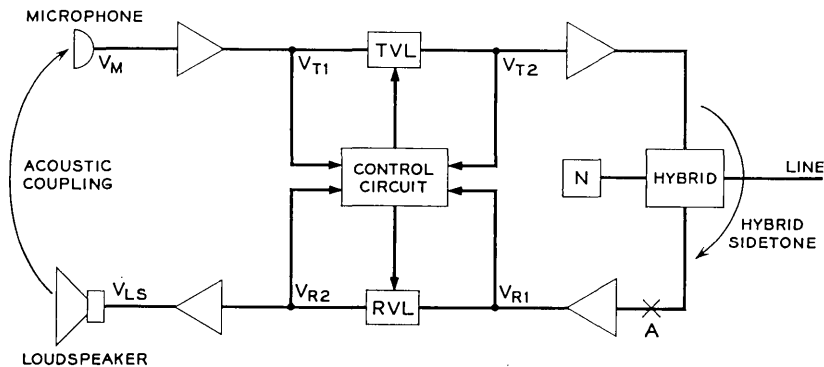 MICROPHONE
V_M
V_T1
TVL
V_T2
ACOUSTIC
COUPLING
CONTROL
CIRCUIT
N
HYBRID
LINE
HYBRID
SIDETONE
V_LS
V_R2
RVL
V_R1
A
LOUDSPEAKER